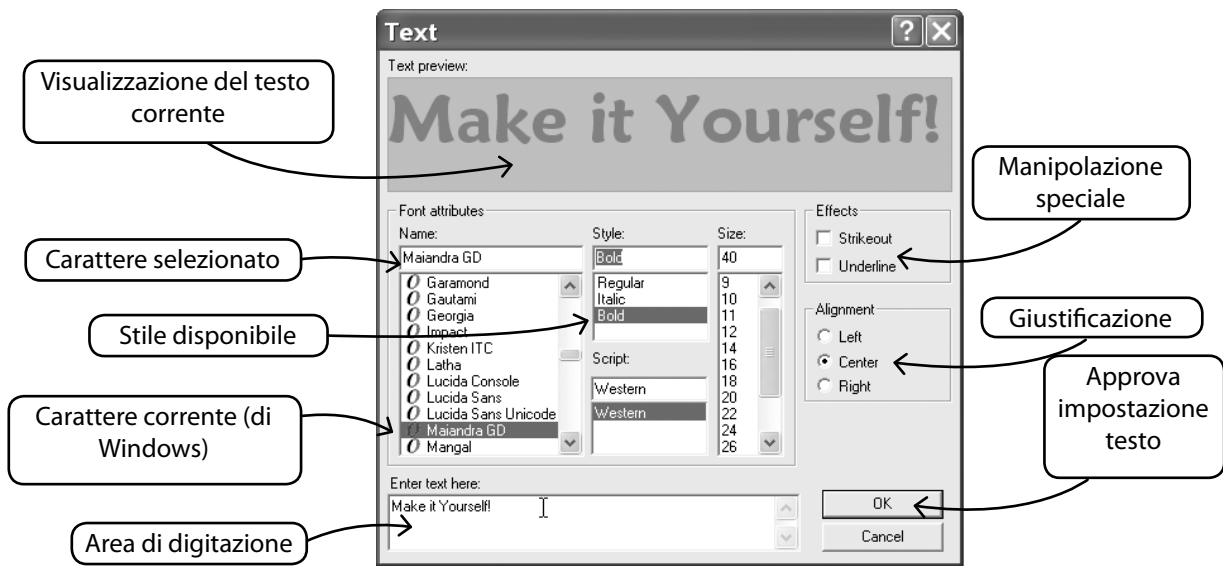 Text
Text preview:
Make it Yourself!
Visualizzazione del testo
corrente
Manipolazione
speciale
Font attributes
Name:
Maiandra GD
Garamond
Gautami
Georgia
Impact
Kristen ITC
Latha
Lucida Console
Lucida Sans
Lucida Sans Unicode
Maiandra GD
Mangal
Style:
Bold
Regular
Italic
Bold
Script:
Western
Western
Size:
40
9
10
11
12
14
16
18
20
22
24
26
Effects
Strikeout
Underline
Alignment
Left
Center
Right
Carattere selezionato
Stile disponibile
Carattere corrente (di
Windows)
Giustificazione
Approva
impostazione
testo
Enter text here:
Make it Yourself!
Area di digitazione
OK
Cancel